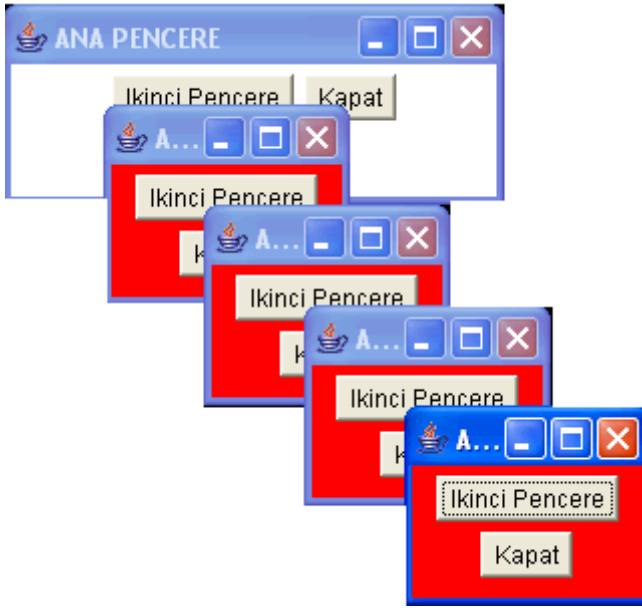 ANA PENCERE
Ikinci Pencere Kapat
A...
Ikinci Pencere
K
A...
Ikinci Pencere
K
A...
Ikinci Pencere
K
A...
Ikinci Pencere
Kapat